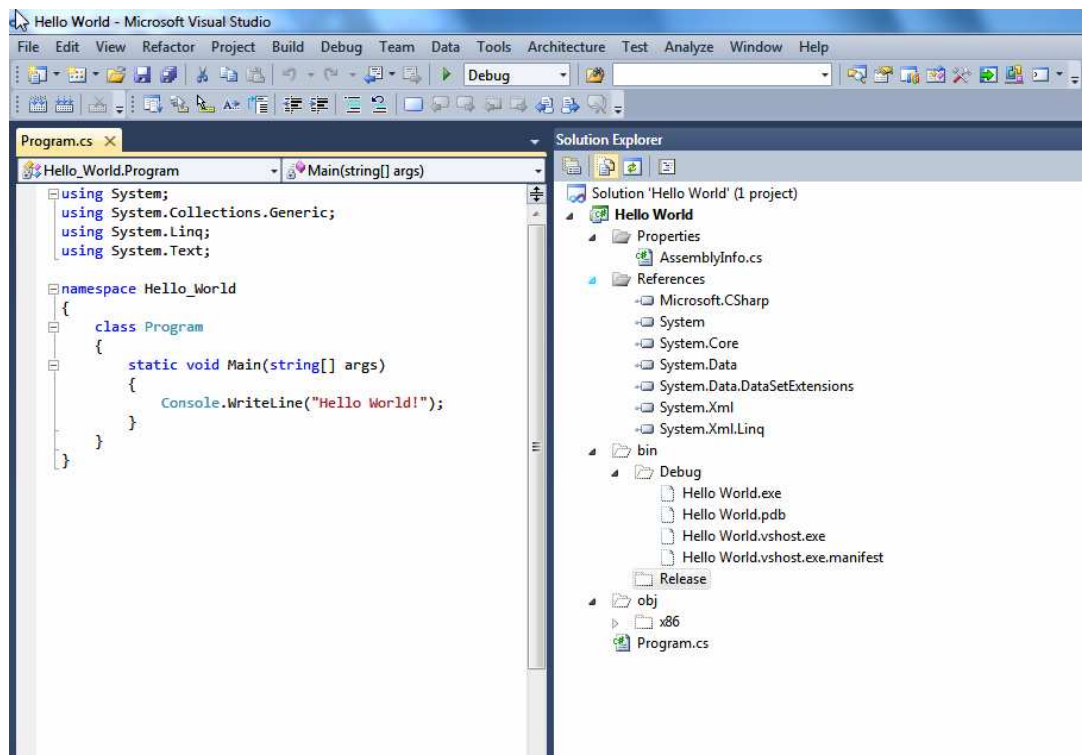 Hello World - Microsoft Visual Studio
File Edit View Refactor Project Build Debug Team Data Tools Architecture Test Analyze Window Help
Debug
Program.cs
Hello_World.Program
Main(string[] args)
using System;
using System.Collections.Generic;
using System.Linq;
using System.Text;
namespace Hello_World
{
class Program
{
static void Main(string[] args)
{
Console.WriteLine("Hello World!");
}
}
}
Solution Explorer
Solution 'Hello World' (1 project)
Hello World
Properties
AssemblyInfo.cs
References
Microsoft.CSharp
System
System.Core
System.Data
System.Data.DataSetExtensions
System.Xml
System.Xml.Linq
bin
Debug
Hello World.exe
Hello World.pdb
Hello World.vshost.exe
Hello World.vshost.exe.manifest
Release
obj
x86
Program.cs